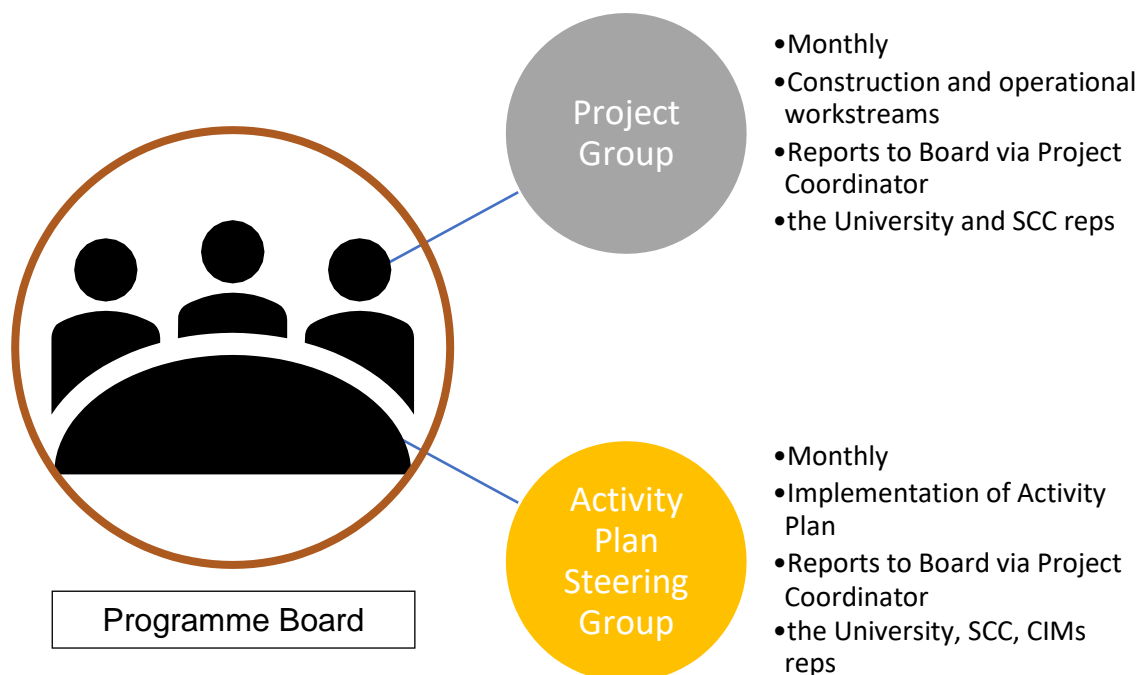 Project
Group
•Monthly
•Construction and operational
workstreams
•Reports to Board via Project
Coordinator
•the University and SCC reps
Programme Board
Activity
Plan
Steering
Group
•Monthly
•Implementation of Activity
Plan
•Reports to Board via Project
Coordinator
•the University, SCC, CIMs
reps